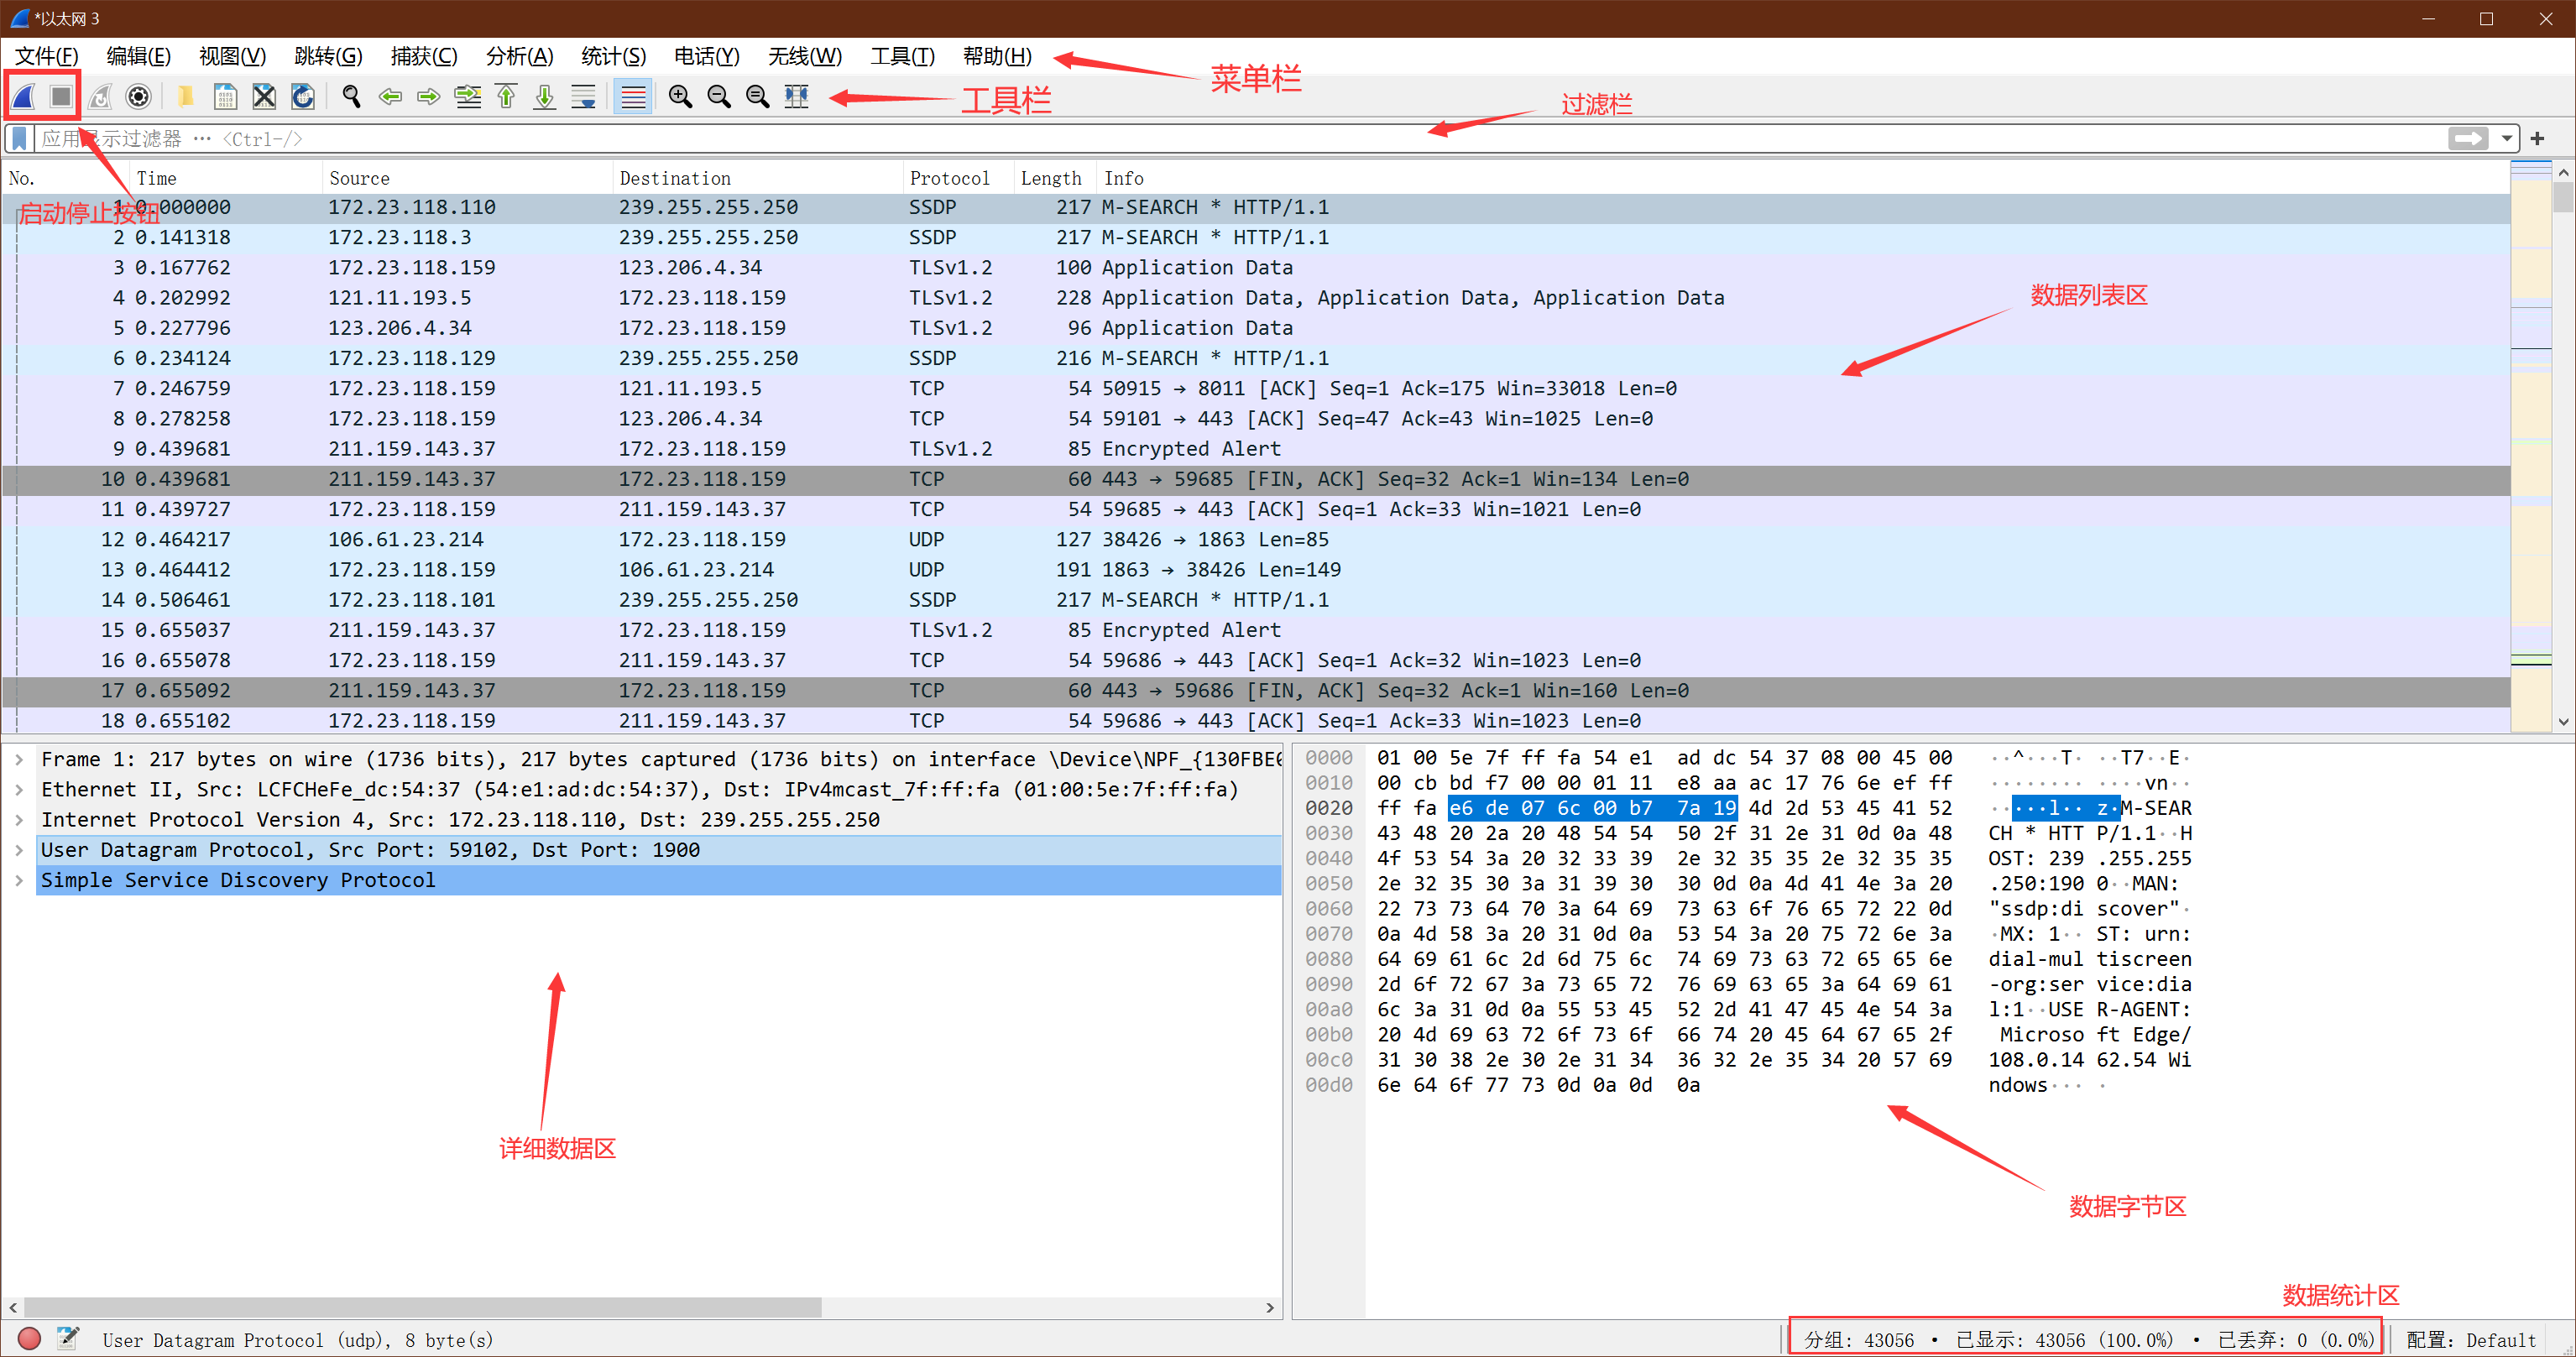 *以太网 3
文件(F) 编辑(E) 视图(V) 跳转(G) 捕获(C) 分析(A) 统计(S) 电话(Y) 无线(W) 工具(T) 帮助(H)
菜单栏
工具栏
过滤栏
应用显示过滤器 … <Ctrl-/>
No. Time Source Destination Protocol Length Info
启动停止按钮
1 0.000000 172.23.118.110 239.255.255.250 SSDP 217 M-SEARCH * HTTP/1.1
2 0.141318 172.23.118.3 239.255.255.250 SSDP 217 M-SEARCH * HTTP/1.1
3 0.167762 172.23.118.159 123.206.4.34 TLSv1.2 100 Application Data
4 0.202992 121.11.193.5 172.23.118.159 TLSv1.2 228 Application Data, Application Data, Application Data
数据列表区
5 0.227796 123.206.4.34 172.23.118.159 TLSv1.2 96 Application Data
6 0.234124 172.23.118.129 239.255.255.250 SSDP 216 M-SEARCH * HTTP/1.1
7 0.246759 172.23.118.159 121.11.193.5 TCP 54 50915 → 8011 [ACK] Seq=1 Ack=175 Win=33018 Len=0
8 0.278258 172.23.118.159 123.206.4.34 TCP 54 59101 → 443 [ACK] Seq=47 Ack=43 Win=1025 Len=0
9 0.439681 211.159.143.37 172.23.118.159 TLSv1.2 85 Encrypted Alert
10 0.439681 211.159.143.37 172.23.118.159 TCP 60 443 → 59685 [FIN, ACK] Seq=32 Ack=1 Win=134 Len=0
11 0.439727 172.23.118.159 211.159.143.37 TCP 54 59685 → 443 [ACK] Seq=1 Ack=33 Win=1021 Len=0
12 0.464217 106.61.23.214 172.23.118.159 UDP 127 38426 → 1863 Len=85
13 0.464412 172.23.118.159 106.61.23.214 UDP 191 1863 → 38426 Len=149
14 0.506461 172.23.118.101 239.255.255.250 SSDP 217 M-SEARCH * HTTP/1.1
15 0.655037 211.159.143.37 172.23.118.159 TLSv1.2 85 Encrypted Alert
16 0.655078 172.23.118.159 211.159.143.37 TCP 54 59686 → 443 [ACK] Seq=1 Ack=32 Win=1023 Len=0
17 0.655092 211.159.143.37 172.23.118.159 TCP 60 443 → 59686 [FIN, ACK] Seq=32 Ack=1 Win=160 Len=0
18 0.655102 172.23.118.159 211.159.143.37 TCP 54 59686 → 443 [ACK] Seq=1 Ack=33 Win=1023 Len=0
Frame 1: 217 bytes on wire (1736 bits), 217 bytes captured (1736 bits) on interface \Device\NPF_{130FBE0
Ethernet II, Src: LCFCHeFe_dc:54:37 (54:e1:ad:dc:54:37), Dst: IPv4mcast_7f:ff:fa (01:00:5e:7f:ff:fa)
Internet Protocol Version 4, Src: 172.23.118.110, Dst: 239.255.255.250
User Datagram Protocol, Src Port: 59102, Dst Port: 1900
Simple Service Discovery Protocol
详细数据区
0000 01 00 5e 7f ff fa 54 e1 ad dc 54 37 08 00 45 00 ··^···T· ··T7··E·
0010 00 cb bd f7 00 00 01 11 e8 aa ac 17 76 6e ef ff ········ ····vn··
0020 ff fa e6 de 07 6c 00 b7 7a 19 4d 2d 53 45 41 52 ·····l·· z·M-SEAR
0030 43 48 20 2a 20 48 54 54 50 2f 31 2e 31 0d 0a 48 CH * HTT P/1.1··H
0040 4f 53 54 3a 20 32 33 39 2e 32 35 35 2e 32 35 35 OST: 239 .255.255
0050 2e 32 35 30 3a 31 39 30 30 0d 0a 4d 41 4e 3a 20 .250:190 0··MAN:
0060 22 73 73 64 70 3a 64 69 73 63 6f 76 65 72 22 0d "ssdp:di scover"·
0070 0a 4d 58 3a 20 31 0d 0a 53 54 3a 20 75 72 6e 3a ·MX: 1·· ST: urn:
0080 64 69 61 6c 2d 6d 75 6c 74 69 73 63 72 65 65 6e dial-mul tiscreen
0090 2d 6f 72 67 3a 73 65 72 76 69 63 65 3a 64 69 61 -org:ser vice:dia
00a0 6c 3a 31 0d 0a 55 53 45 52 2d 41 47 45 4e 54 3a l:1··USE R-AGENT:
00b0 20 4d 69 63 72 6f 73 6f 66 74 20 45 64 67 65 2f Microso ft Edge/
00c0 31 30 38 2e 30 2e 31 34 36 32 2e 35 34 20 57 69 108.0.14 62.54 Wi
00d0 6e 64 6f 77 73 0d 0a 0d 0a ndows··· ·
数据字节区
数据统计区
User Datagram Protocol (udp), 8 byte(s)
分组: 43056 · 已显示: 43056 (100.0%) · 已丢弃: 0 (0.0%)
配置: Default